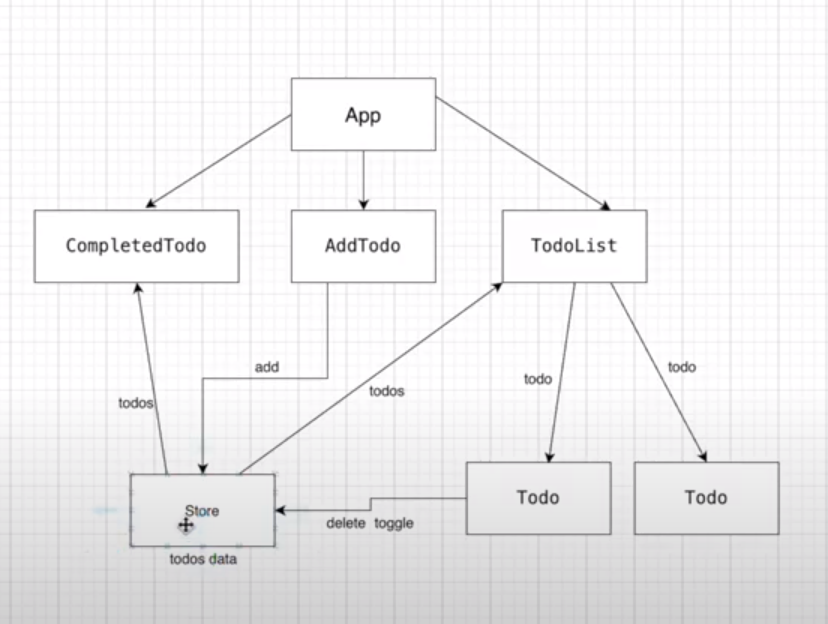 App
CompletedTodo
AddTodo
TodoList
add
todo
todo
todos
todos
Todo
Todo
Store
delete toggle
todos data